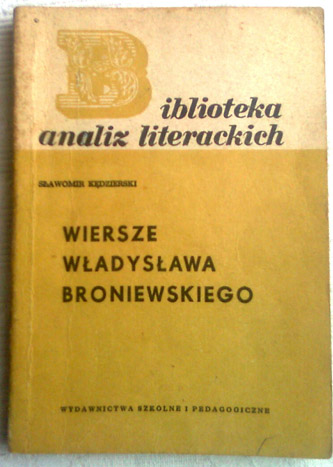 Biblioteka
analiz literackich
SŁAWOMIR KĘDZIERSKI
WIERSZE
WŁADYSŁAWA
BRONIEWSKIEGO
WYDAWNICTWA SZKOLNE I PEDAGOGICZNE